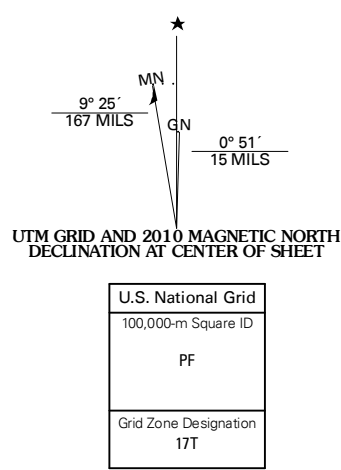 MN
9° 25´
167 MILS
GN
0° 51´
15 MILS
UTM GRID AND 2010 MAGNETIC NORTH
DECLINATION AT CENTER OF SHEET
U.S. National Grid
100,000-m Square ID
PF
Grid Zone Designation
17T